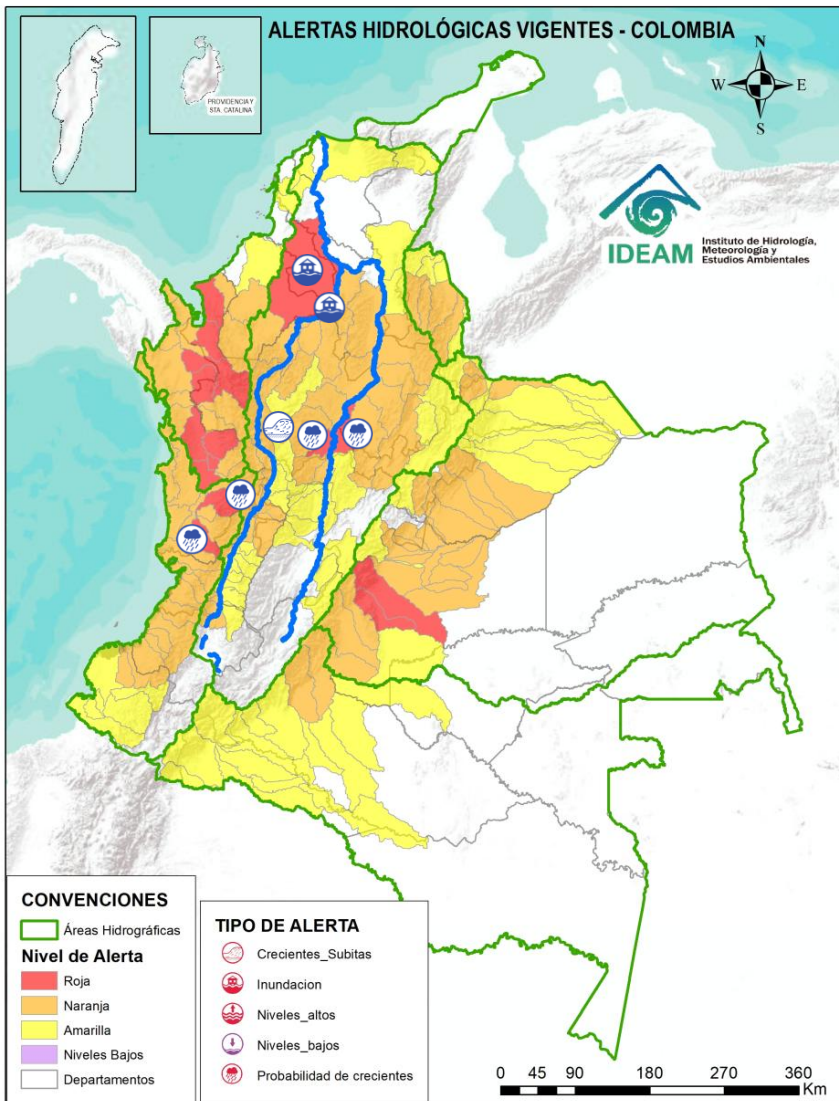 ALERTAS HIDROLÓGICAS VIGENTES - COLOMBIA
PROVIDENCIA Y
STA. CATALINA
N
W
E
S
IDEAM
Instituto de Hidrología,
Meteorología y
Estudios Ambientales
CONVENCIONES
Áreas Hidrográficas
Nivel de Alerta
Roja
Naranja
Amarilla
Niveles Bajos
Departamentos
TIPO DE ALERTA
Crecientes_Subitas
Inundacion
Niveles_altos
Niveles_bajos
Probabilidad de crecientes
0 45 90 180 270 360
Km